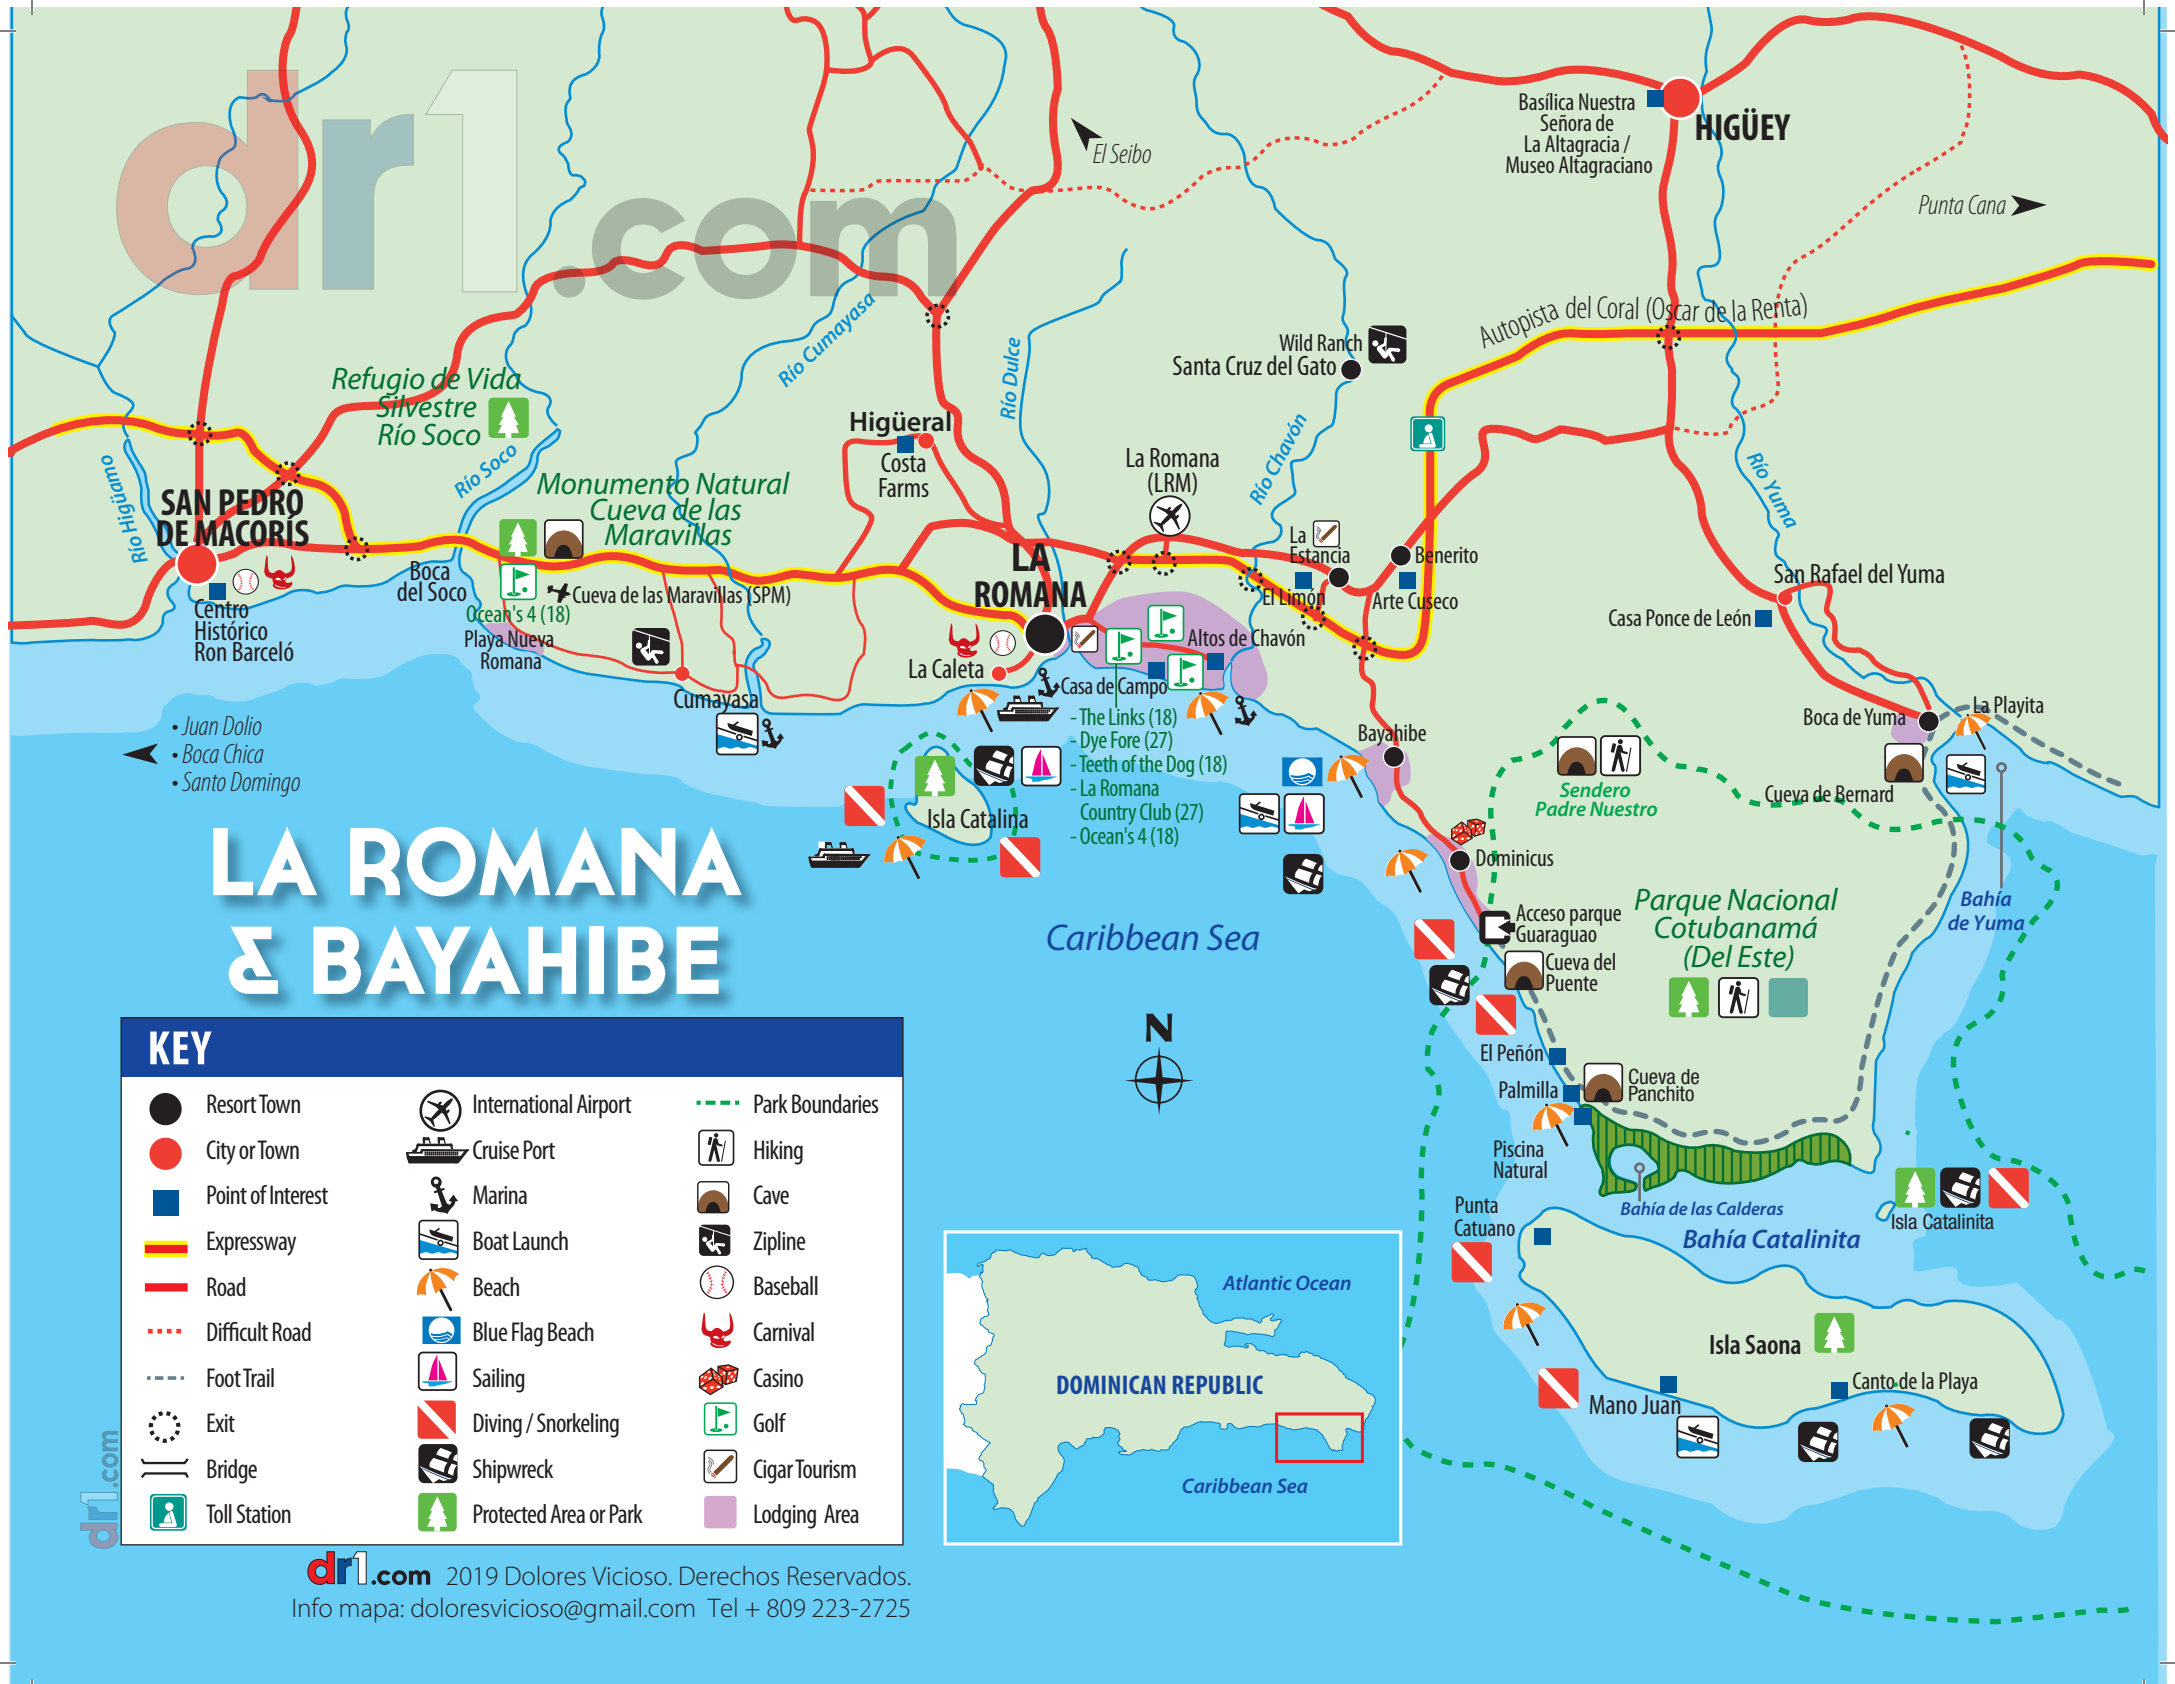 dr1.com
El Seibo
Basílica Nuestra
Señora de
La Altagracia /
Museo Altagraciano
HIGÜEY
Punta Cana
Autopista del Coral (Oscar de la Renta)
Río Cumayasa
Río Dulce
Wild Ranch
Santa Cruz del Gato
Refugio de Vida
Silvestre
Río Soco
Río Soco
Higüeral
Costa
Farms
La Romana
(LRM)
Río Chavón
Río Yuma
Río Higüamo
SAN PEDRO
DE MACORÍS
Monumento Natural
Cueva de las
Maravillas
LA
ROMANA
La
Estancia
Benerito
El Limón
Arte Cuseco
San Rafael del Yuma
Casa Ponce de León
Boca
del Soco
Cueva de las Maravillas (SPM)
Centro
Histórico
Ron Barceló
Ocean's 4 (18)
Playa Nueva
Romana
Cumayasa
La Caleta
Altos de Chavón
Casa de Campo
- The Links (18)
- Dye Fore (27)
- Teeth of the Dog (18)
- La Romana
Country Club (27)
- Ocean's 4 (18)
Bayahibe
Boca de Yuma
La Playita
• Juan Dolio
• Boca Chica
• Santo Domingo
Isla Catalina
Sendero
Padre Nuestro
Cueva de Bernard
Dominicus
LA ROMANA
& BAYAHIBE
Caribbean Sea
Acceso parque
Guaraguao
Cueva del
Puente
Parque Nacional
Cotubanamá
(Del Este)
Bahía
de Yuma
N
El Peñón
Palmilla
Cueva de
Panchito
Piscina
Natural
Punta
Catuano
Bahía de las Calderas
Bahía Catalinita
Isla Catalinita
Isla Saona
Mano Juan
Canto de la Playa
KEY
Resort Town
City or Town
Point of Interest
Expressway
Road
Difficult Road
Foot Trail
Exit
Bridge
Toll Station
International Airport
Cruise Port
Marina
Boat Launch
Beach
Blue Flag Beach
Sailing
Diving / Snorkeling
Shipwreck
Protected Area or Park
Park Boundaries
Hiking
Cave
Zipline
Baseball
Carnival
Casino
Golf
Cigar Tourism
Lodging Area
Atlantic Ocean
DOMINICAN REPUBLIC
Caribbean Sea
dr1.com
dr1.com 2019 Dolores Vicioso. Derechos Reservados.
Info mapa: doloresvicioso@gmail.com Tel + 809 223-2725